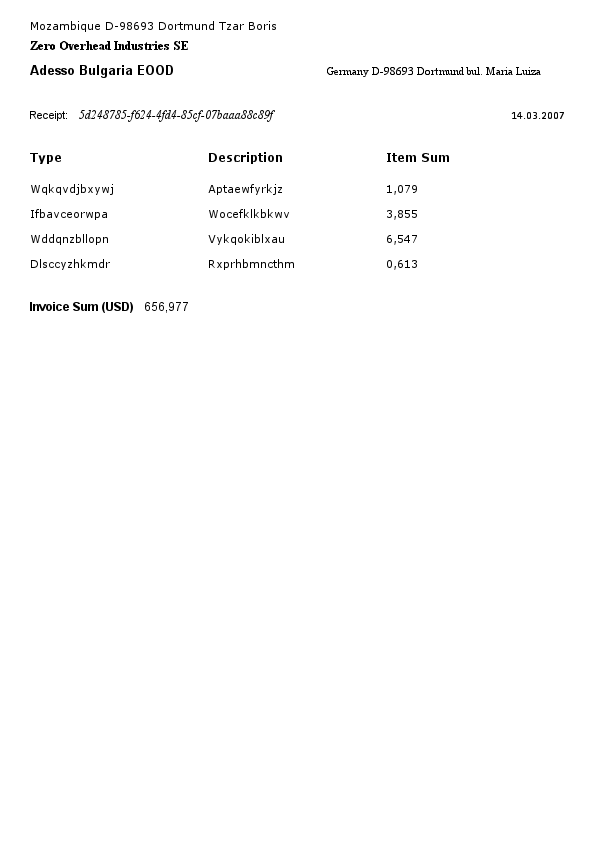 Mozambique D-98693 Dortmund Tzar Boris
Zero Overhead Industries SE
Adesso Bulgaria EOOD Germany D-98693 Dortmund bul. Maria Luiza
Receipt: 5d248785-f624-4fd4-85cf-07baaa88c89f 14.03.2007
Type Description Item Sum
Wqkqvdjbxywj Aptaewfyrkjz 1,079
Ifbavceorwpa Wocefklkbkwv 3,855
Wddqnzbllopn Vykqokiblxau 6,547
Dlsccyzhkmdr Rxprhbmncthm 0,613
Invoice Sum (USD) 656,977